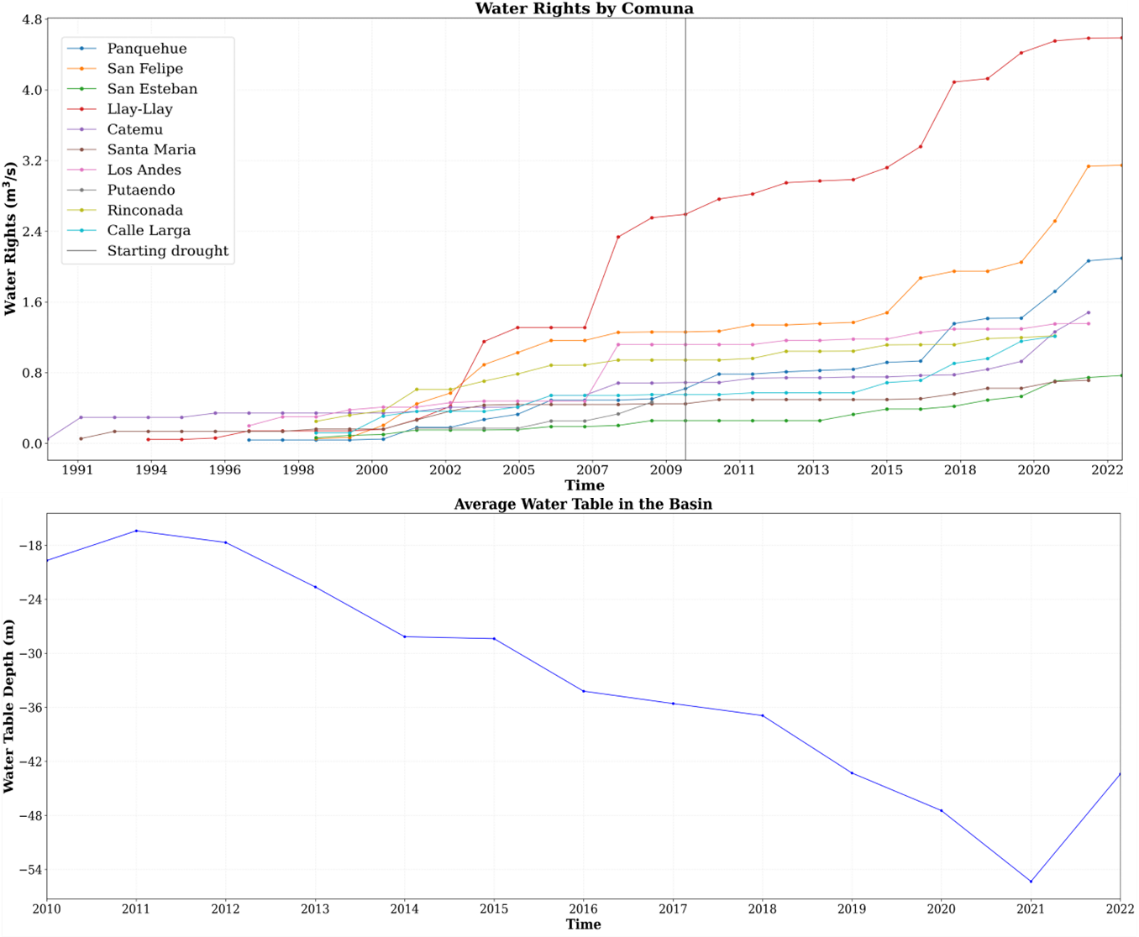 Water Rights by Comuna
4.8
4.0
3.2
2.4
1.6
0.8
0.0
Water Rights (m³/s)
Panquehue
San Felipe
San Esteban
Llay-Llay
Catemu
Santa Maria
Los Andes
Putaendo
Rinconada
Calle Larga
Starting drought
1991 1994 1996 1998 2000 2002 2005 2007 2009 2011 2013 2015 2018 2020 2022
Time
Average Water Table in the Basin
−18
−24
−30
−36
−42
−48
−54
Water Table Depth (m)
2010 2011 2012 2013 2014 2015 2016 2017 2018 2019 2020 2021 2022
Time